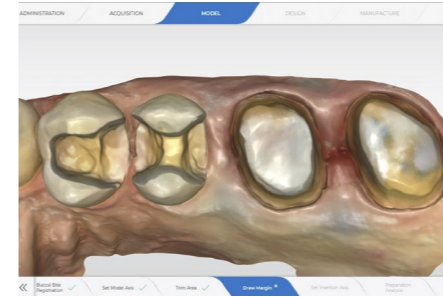 ADMINISTRATION
ACQUISITION
MODEL
DESIGN
MANUFACTURE
Buccal Bite
Registration
Set Model Axis
Trim Area
Draw Margin
Set Insertion Axis
Preparation
Analysis